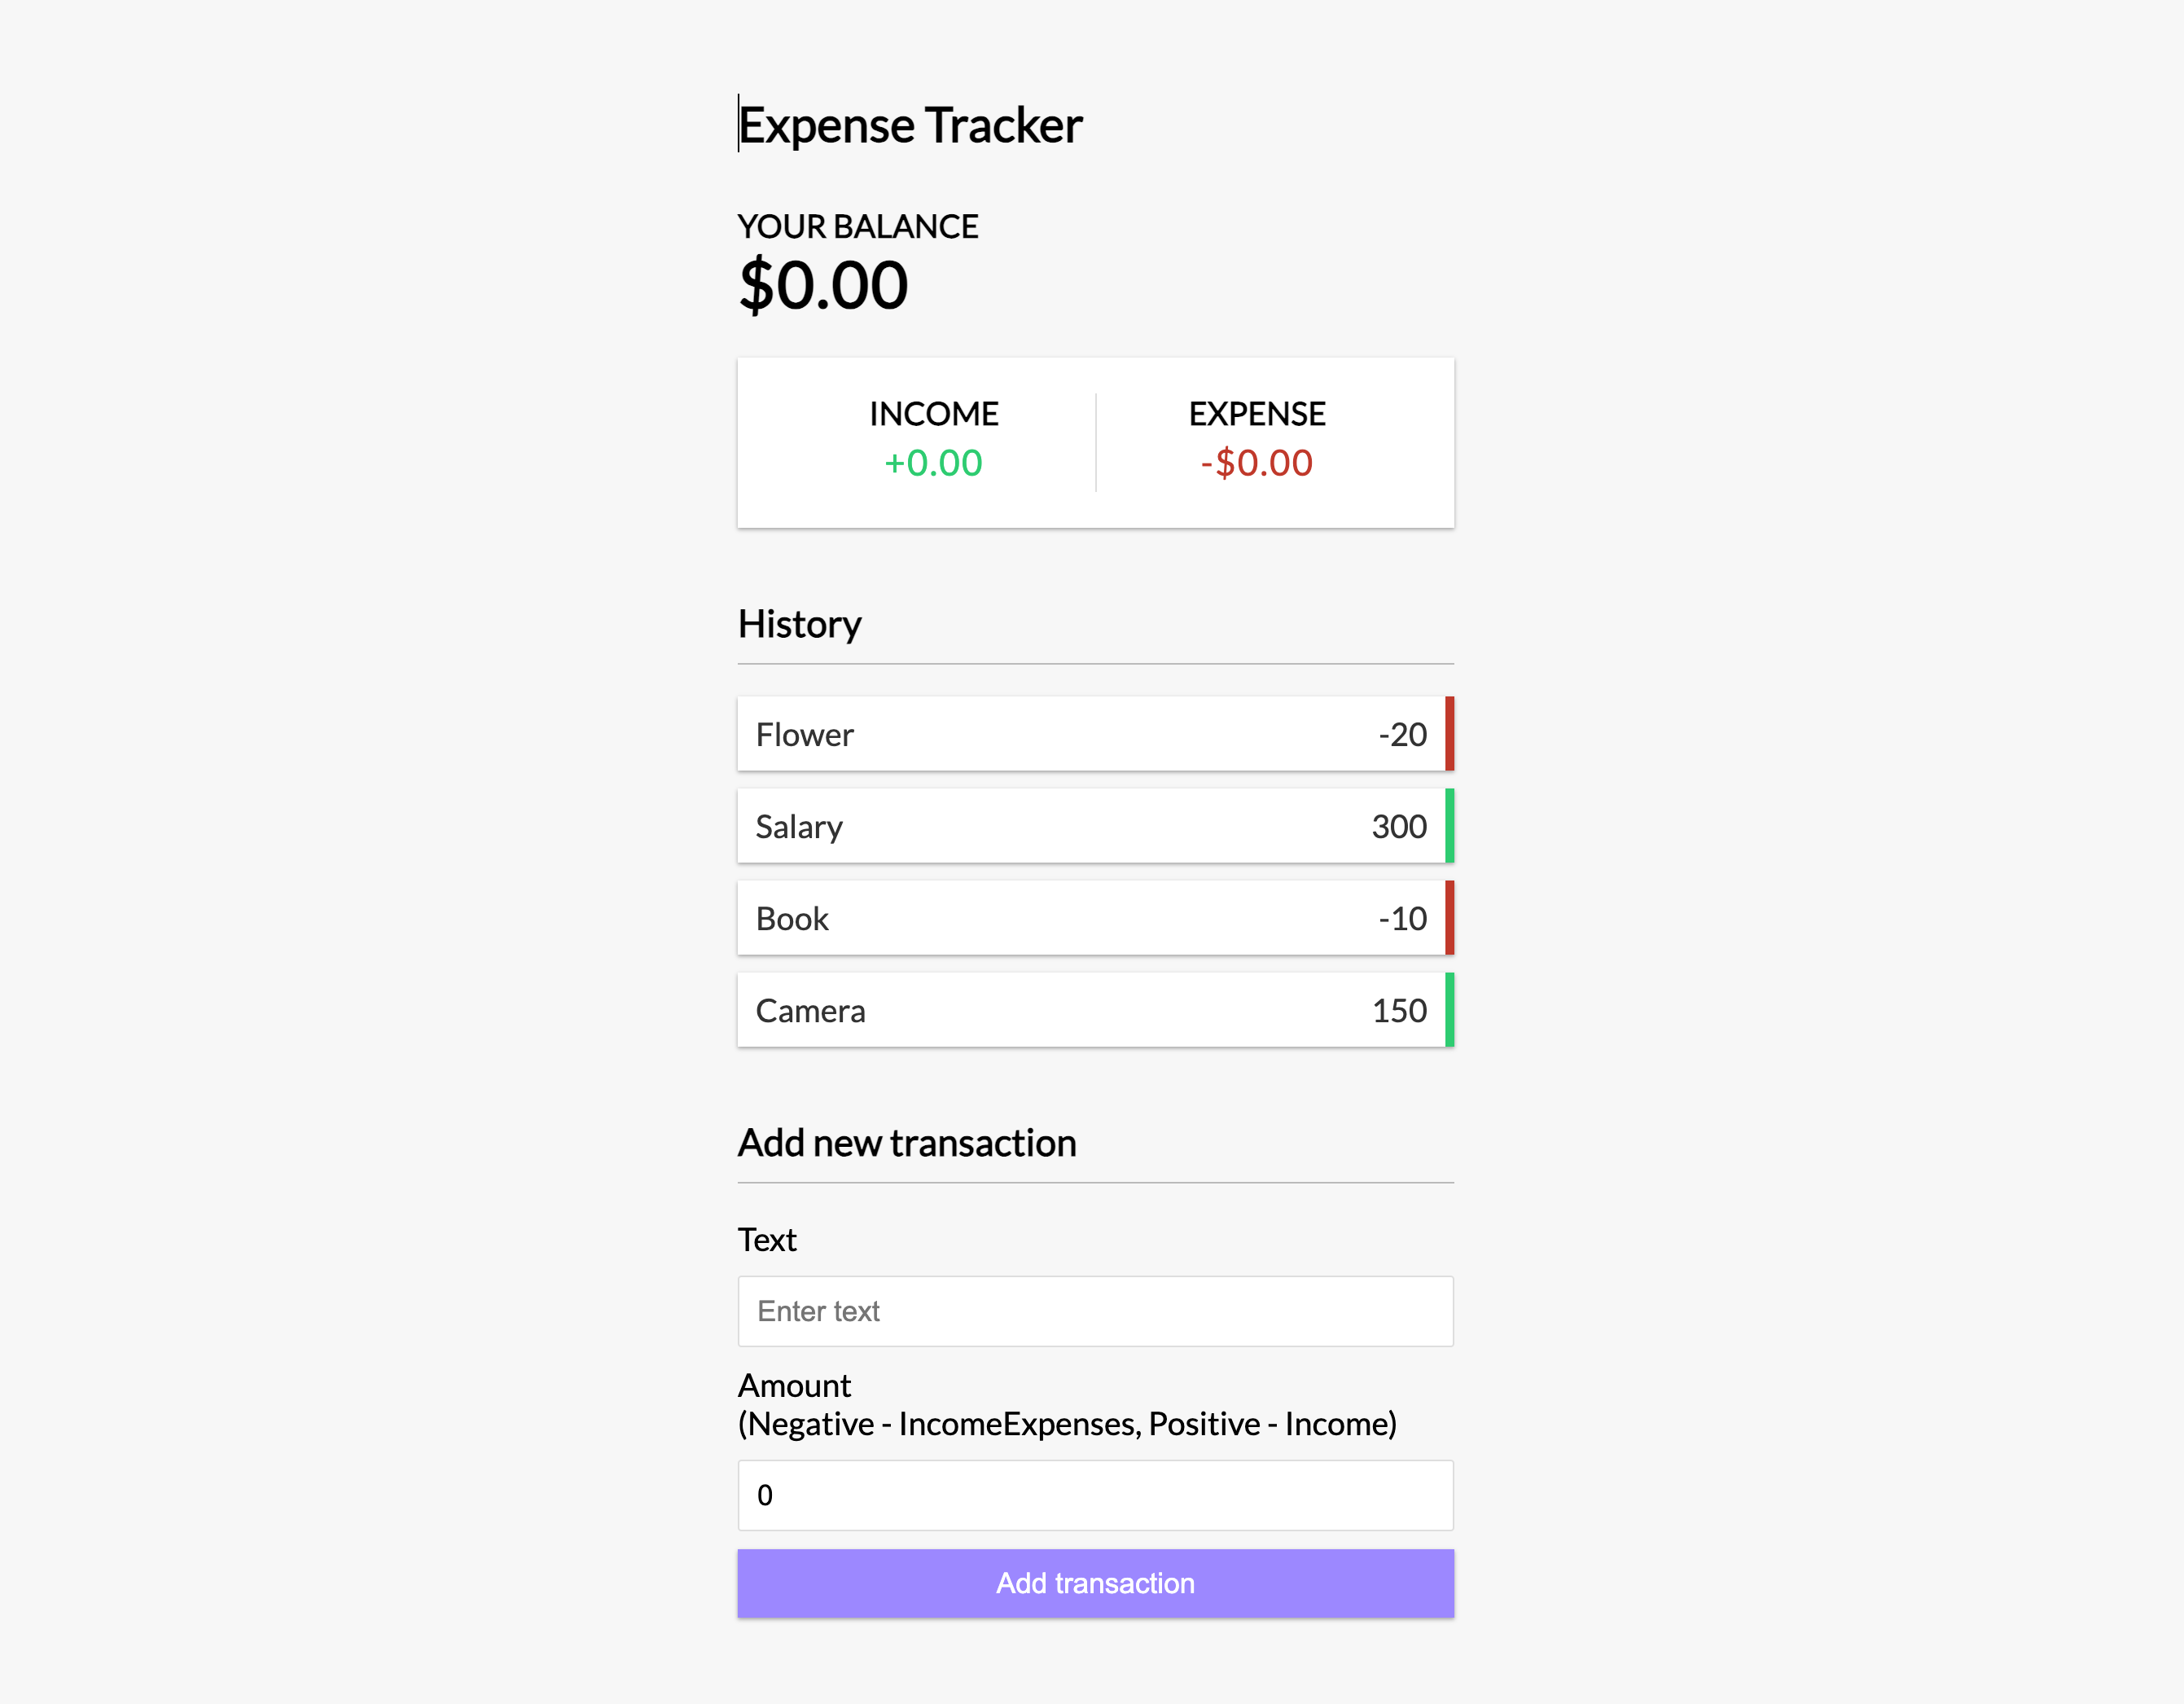 Expense Tracker
YOUR BALANCE
$0.00
INCOME EXPENSE
+0.00 -$0.00
History
Flower -20
Salary 300
Book -10
Camera 150
Add new transaction
Text
Enter text
Amount
(Negative - IncomeExpenses, Positive - Income)
0
Add transaction